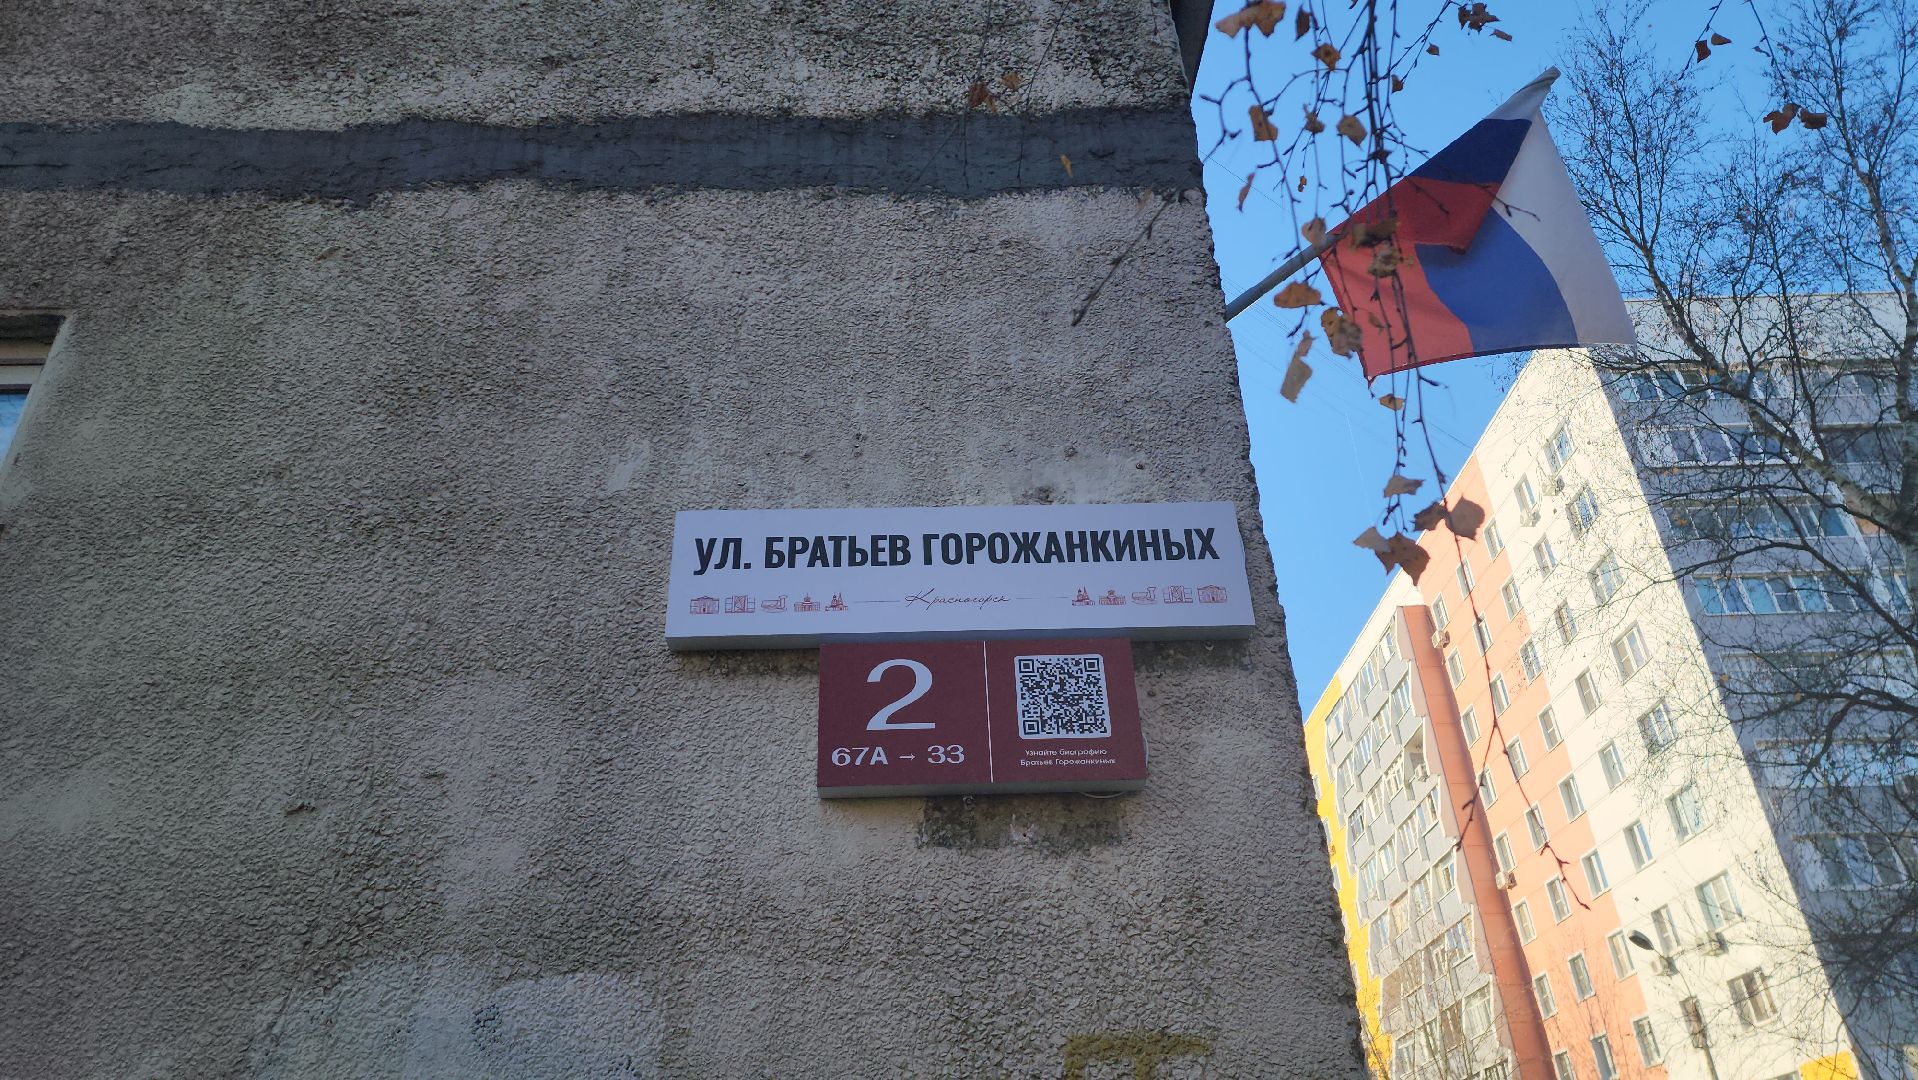 УЛ. БРАТЬЕВ ГОРОЖАНКИНЫХ
Красногорск
2
67А → 33
Узнайте биографию
Братьев Горожанкиных